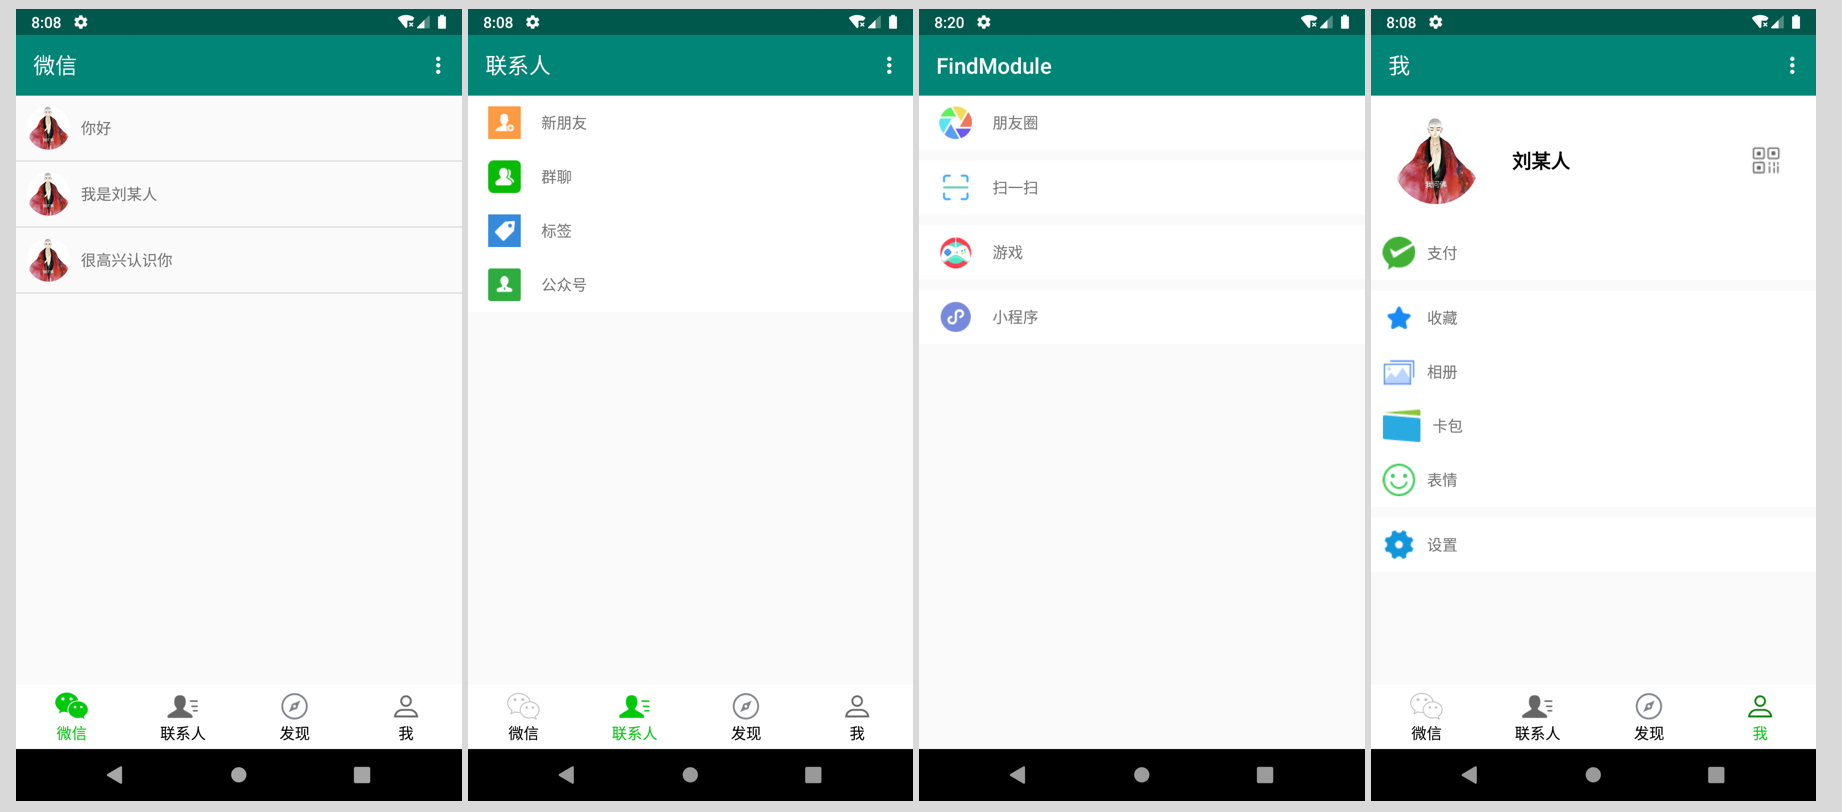 8:08
微信
你好
我是刘某人
很高兴认识你
微信 联系人 发现 我
8:08
联系人
新朋友
群聊
标签
公众号
微信 联系人 发现 我
8:20
FindModule
朋友圈
扫一扫
游戏
小程序
8:08
我
刘某人
支付
收藏
相册
卡包
表情
设置
微信 联系人 发现 我